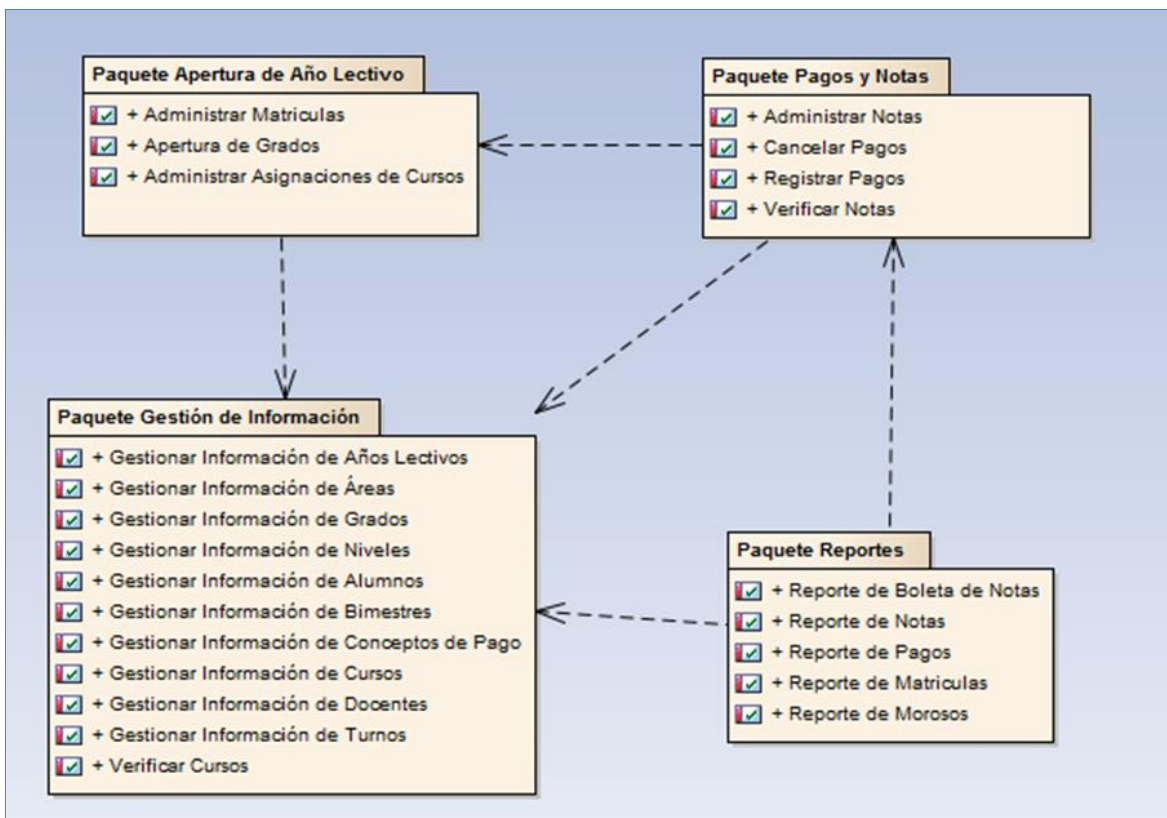 Paquete Apertura de Año Lectivo
+ Administrar Matriculas
+ Apertura de Grados
+ Administrar Asignaciones de Cursos
Paquete Pagos y Notas
+ Administrar Notas
+ Cancelar Pagos
+ Registrar Pagos
+ Verificar Notas
Paquete Gestión de Información
+ Gestionar Información de Años Lectivos
+ Gestionar Información de Áreas
+ Gestionar Información de Grados
+ Gestionar Información de Niveles
+ Gestionar Información de Alumnos
+ Gestionar Información de Bimestres
+ Gestionar Información de Conceptos de Pago
+ Gestionar Información de Cursos
+ Gestionar Información de Docentes
+ Gestionar Información de Turnos
+ Verificar Cursos
Paquete Reportes
+ Reporte de Boleta de Notas
+ Reporte de Notas
+ Reporte de Pagos
+ Reporte de Matriculas
+ Reporte de Morosos